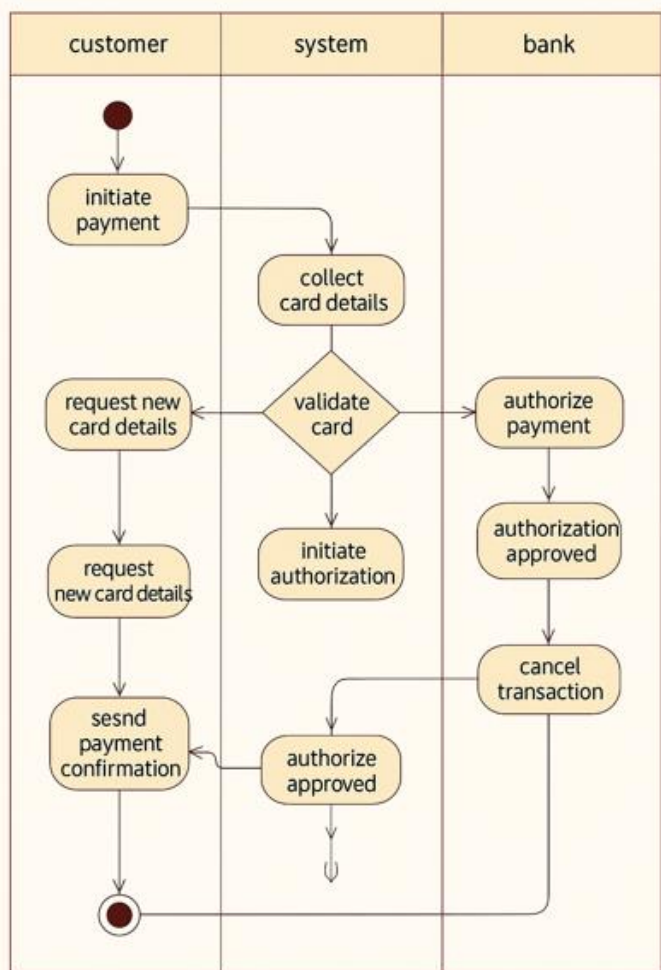 customer
system
bank
initiate
payment
collect
card details
request new
card details
validate
card
authorize
payment
authorization
approved
initiate
authorization
request
new card details
cancel
transaction
sesnd
payment
confirmation
authorize
approved